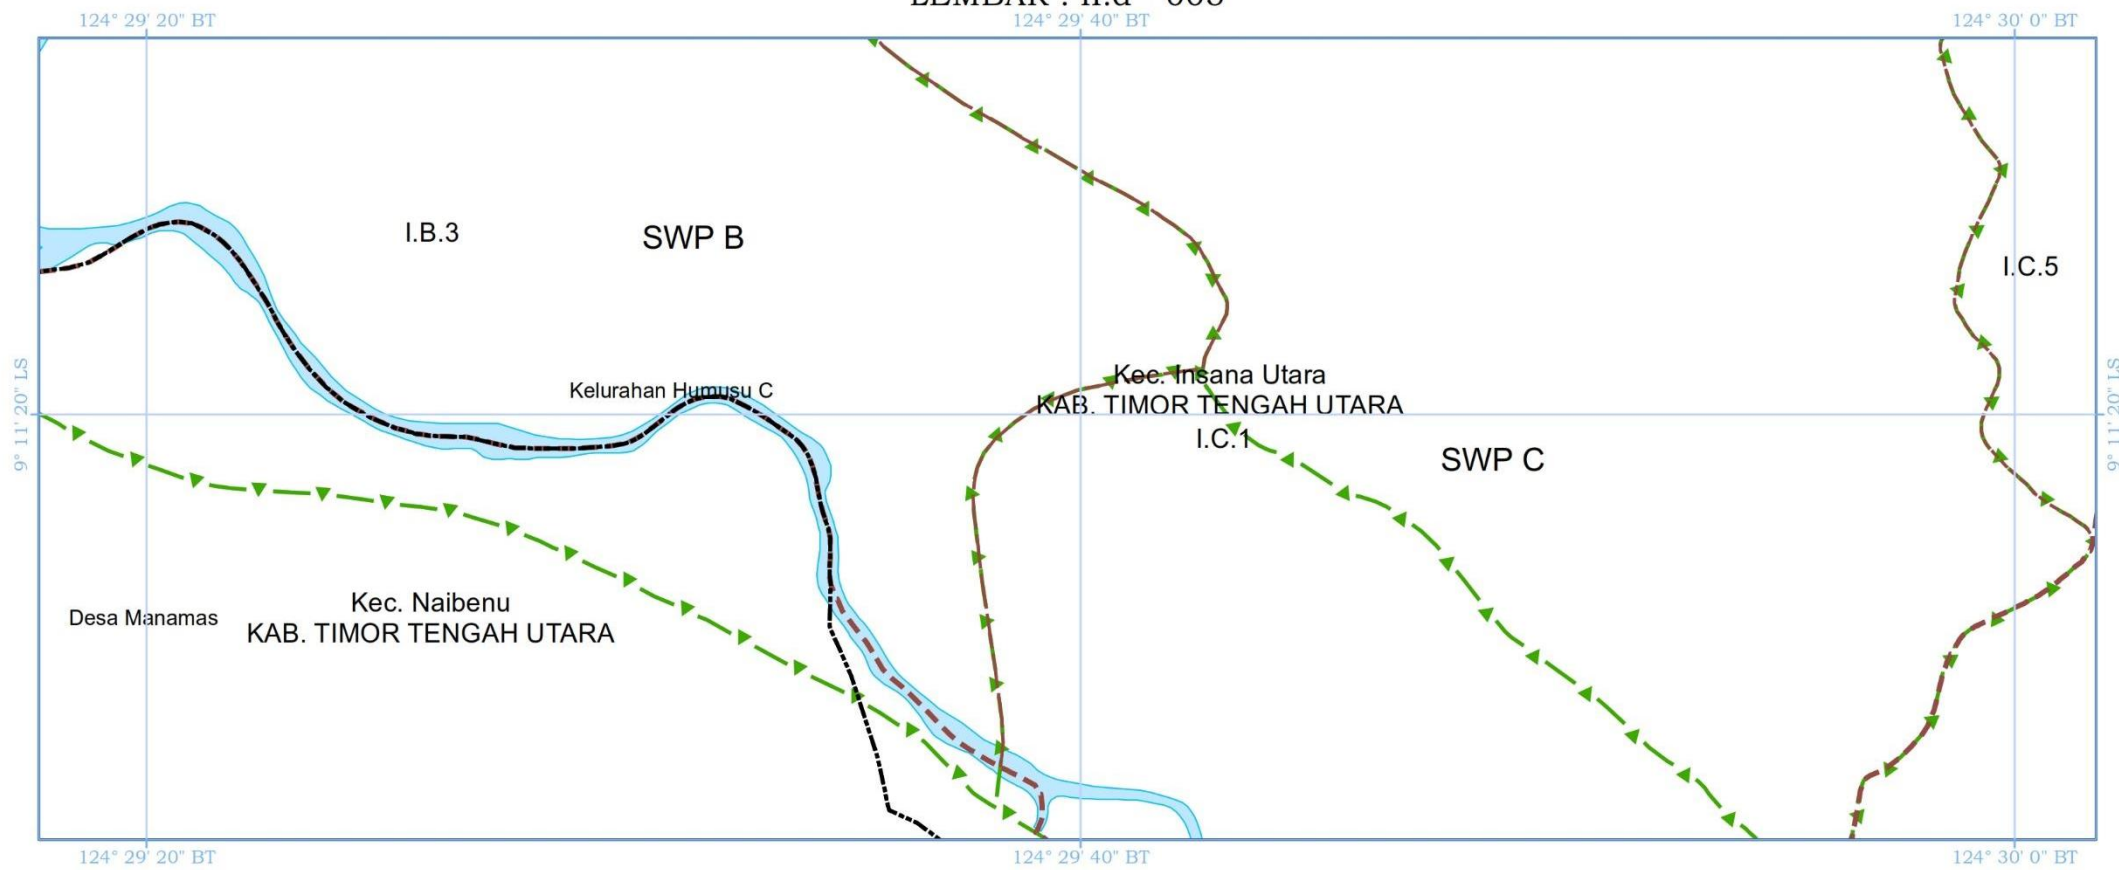 124° 29' 20" BT
124° 29' 40" BT
124° 30' 0" BT
I.B.3
SWP B
I.C.5
9° 11' 20" LS
Kelurahan Humusu C
Kec. Insana Utara
KAB. TIMOR TENGAH UTARA
9° 11' 20" LS
I.C.1
SWP C
Desa Manamas
Kec. Naibenu
KAB. TIMOR TENGAH UTARA
124° 29' 20" BT
124° 29' 40" BT
124° 30' 0" BT